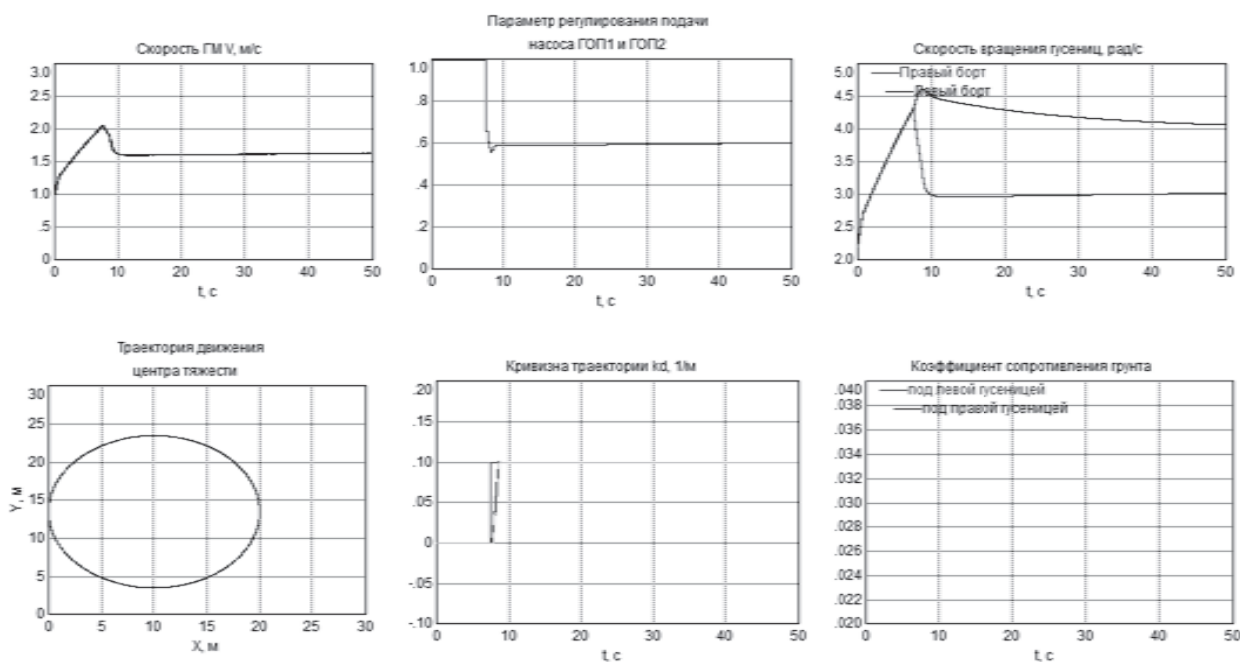 Скорость ГМ V, м/с
3.0
2.5
2.0
1.5
1.0
.5
0
0 10 20 30 40 50
t, с
Параметр регулирования подачи
насоса ГОП1 и ГОП2
1.0
.8
.6
.4
.2
0
0 10 20 30 40 50
t, с
Скорость вращения гусениц, рад/с
5.0
4.5
4.0
3.5
3.0
2.5
2.0
Правый борт
Левый борт
0 10 20 30 40 50
t, с
Траектория движения
центра тяжести
30
25
20
15
10
5
0
Y, м
0 5 10 15 20 25 30
X, м
Кривизна траектории kd, 1/м
.20
.15
.10
.05
0
-.05
-.10
0 10 20 30 40 50
t, с
Коэффициент сопротивления грунта
.040
.038
.036
.034
.032
.030
.028
.026
.024
.022
.020
под левой гусеницей
под правой гусеницей
0 10 20 30 40 50
t, с